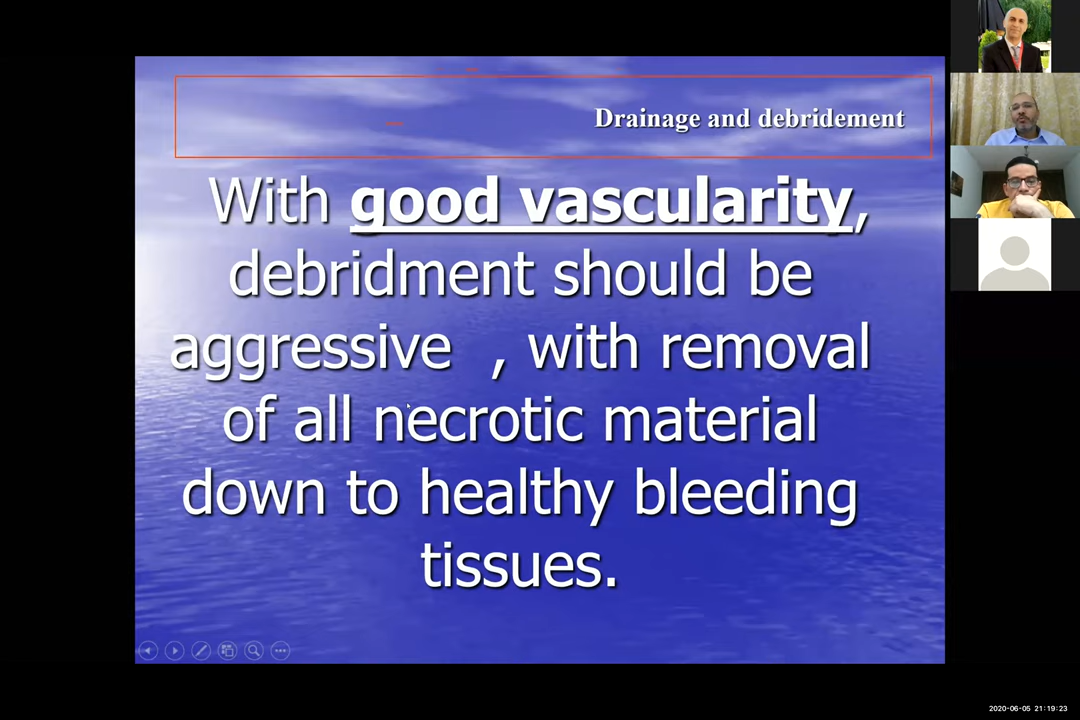 Drainage and debridement
With good vascularity,
debridment should be
aggressive , with removal
of all necrotic material
down to healthy bleeding
tissues.
2020-06-05 21:19:23